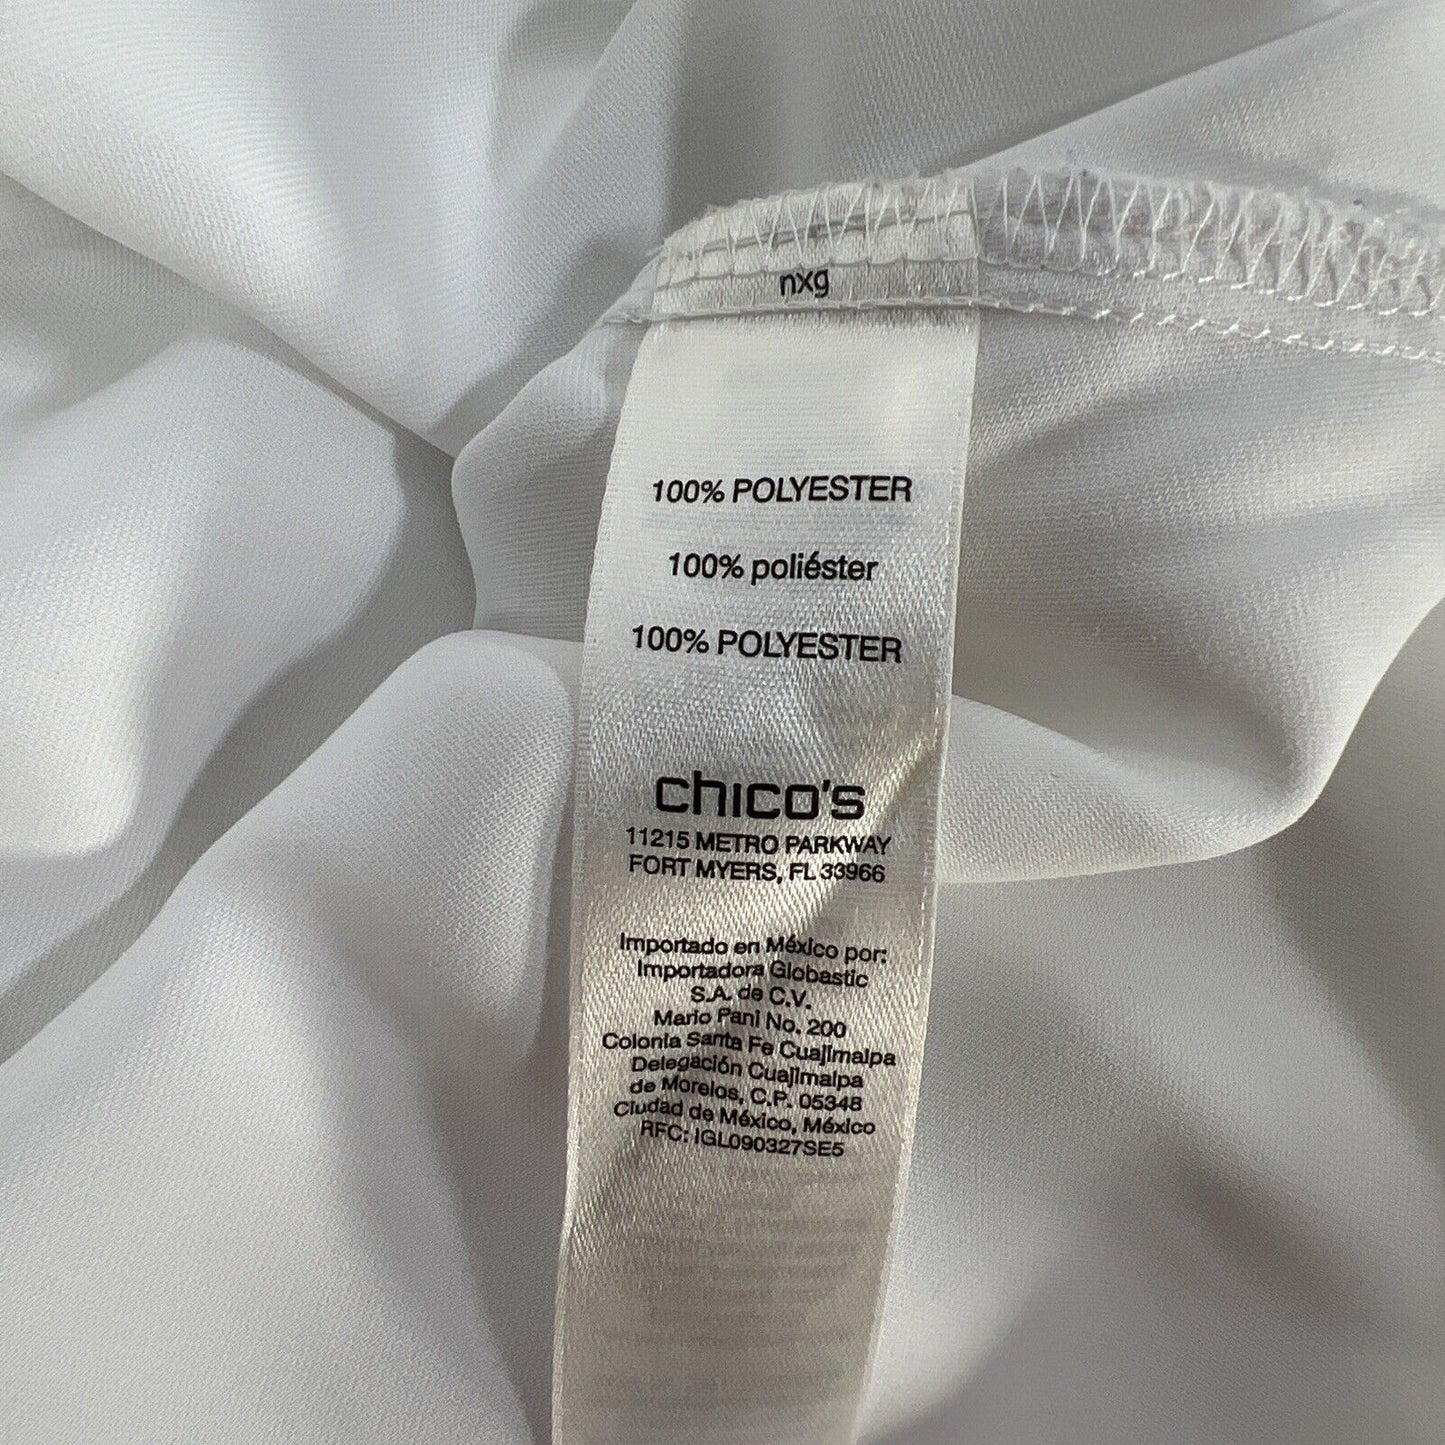 nxg
100% POLYESTER
100% poliéster
100% POLYESTER
chico's
11215 METRO PARKWAY
FORT MYERS, FL 33966
Importado en México por:
Importadora Globastic
S.A. de C.V.
Mario Pani No. 200
Colonia Santa Fe Cuajimalpa
Delegación Cuajimalpa
de Morelos, C.P. 05348
Ciudad de México, México
RFC: IGL090327SE5